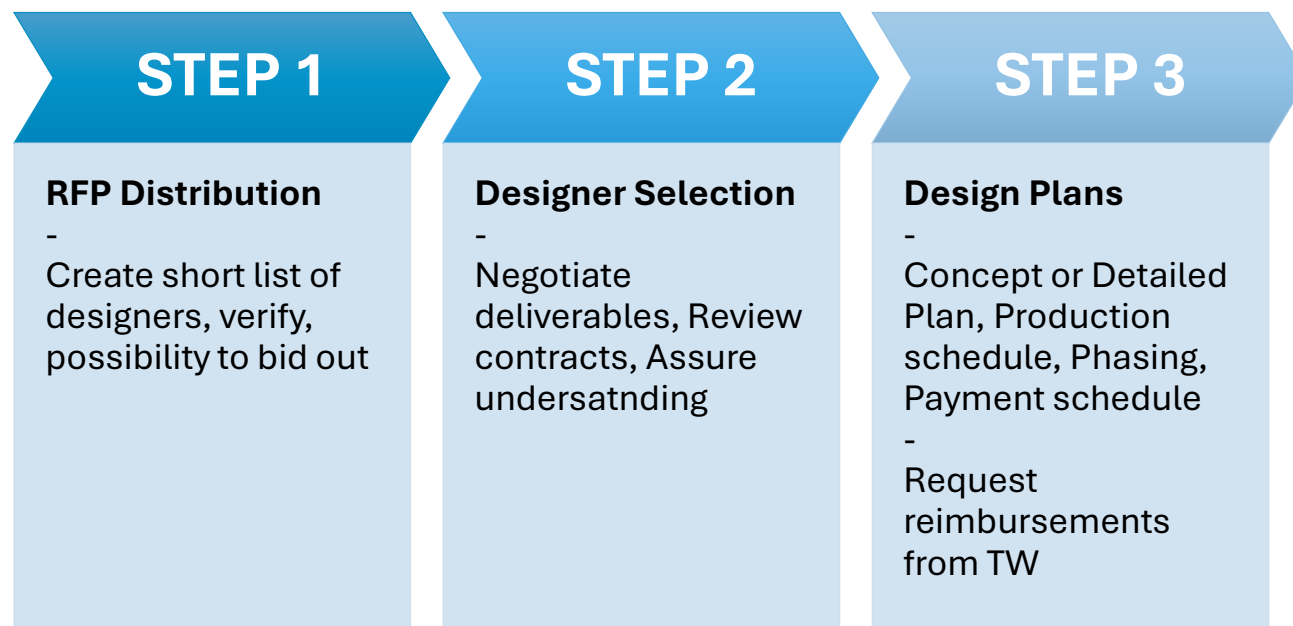 STEP 1
RFP Distribution
-
Create short list of
designers, verify,
possibility to bid out
STEP 2
Designer Selection
-
Negotiate
deliverables, Review
contracts, Assure
undersatnding
STEP 3
Design Plans
-
Concept or Detailed
Plan, Production
schedule, Phasing,
Payment schedule
-
Request
reimbursements
from TW